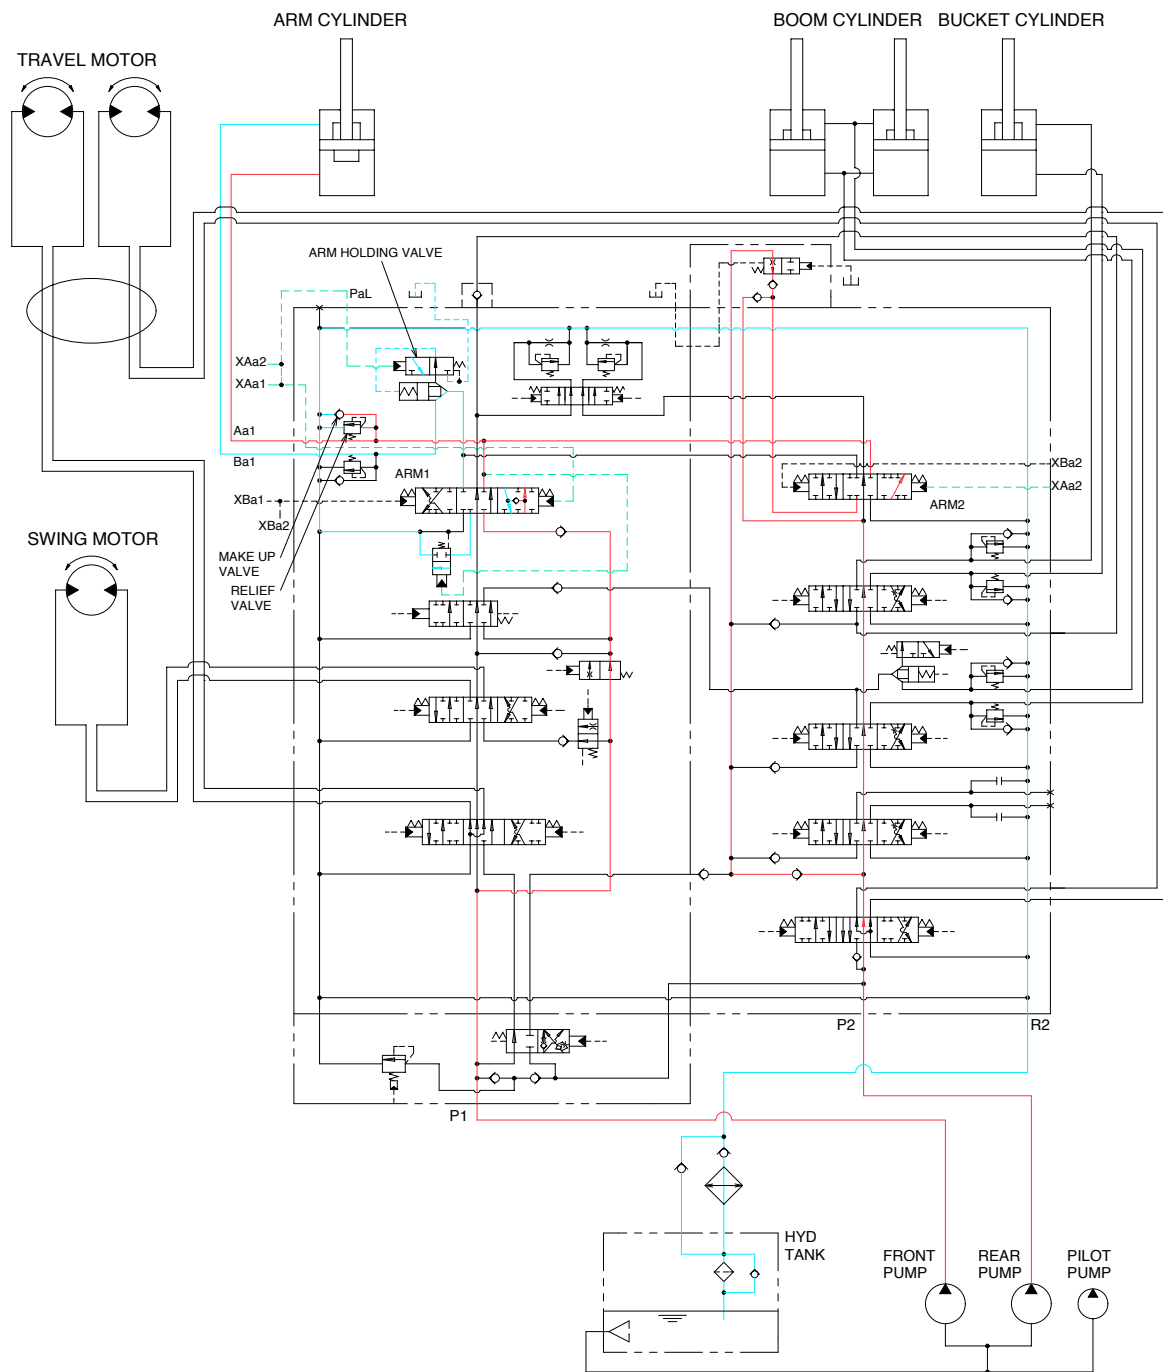 ARM CYLINDER
BOOM CYLINDER
BUCKET CYLINDER
TRAVEL MOTOR
ARM HOLDING VALVE
PaL
XAa2
XAa1
Aa1
Ba1
XBa2
XAa2
ARM1
ARM2
XBa1
XBa2
SWING MOTOR
MAKE UP
VALVE
RELIEF
VALVE
P2
R2
P1
HYD
TANK
FRONT
PUMP
REAR
PUMP
PILOT
PUMP